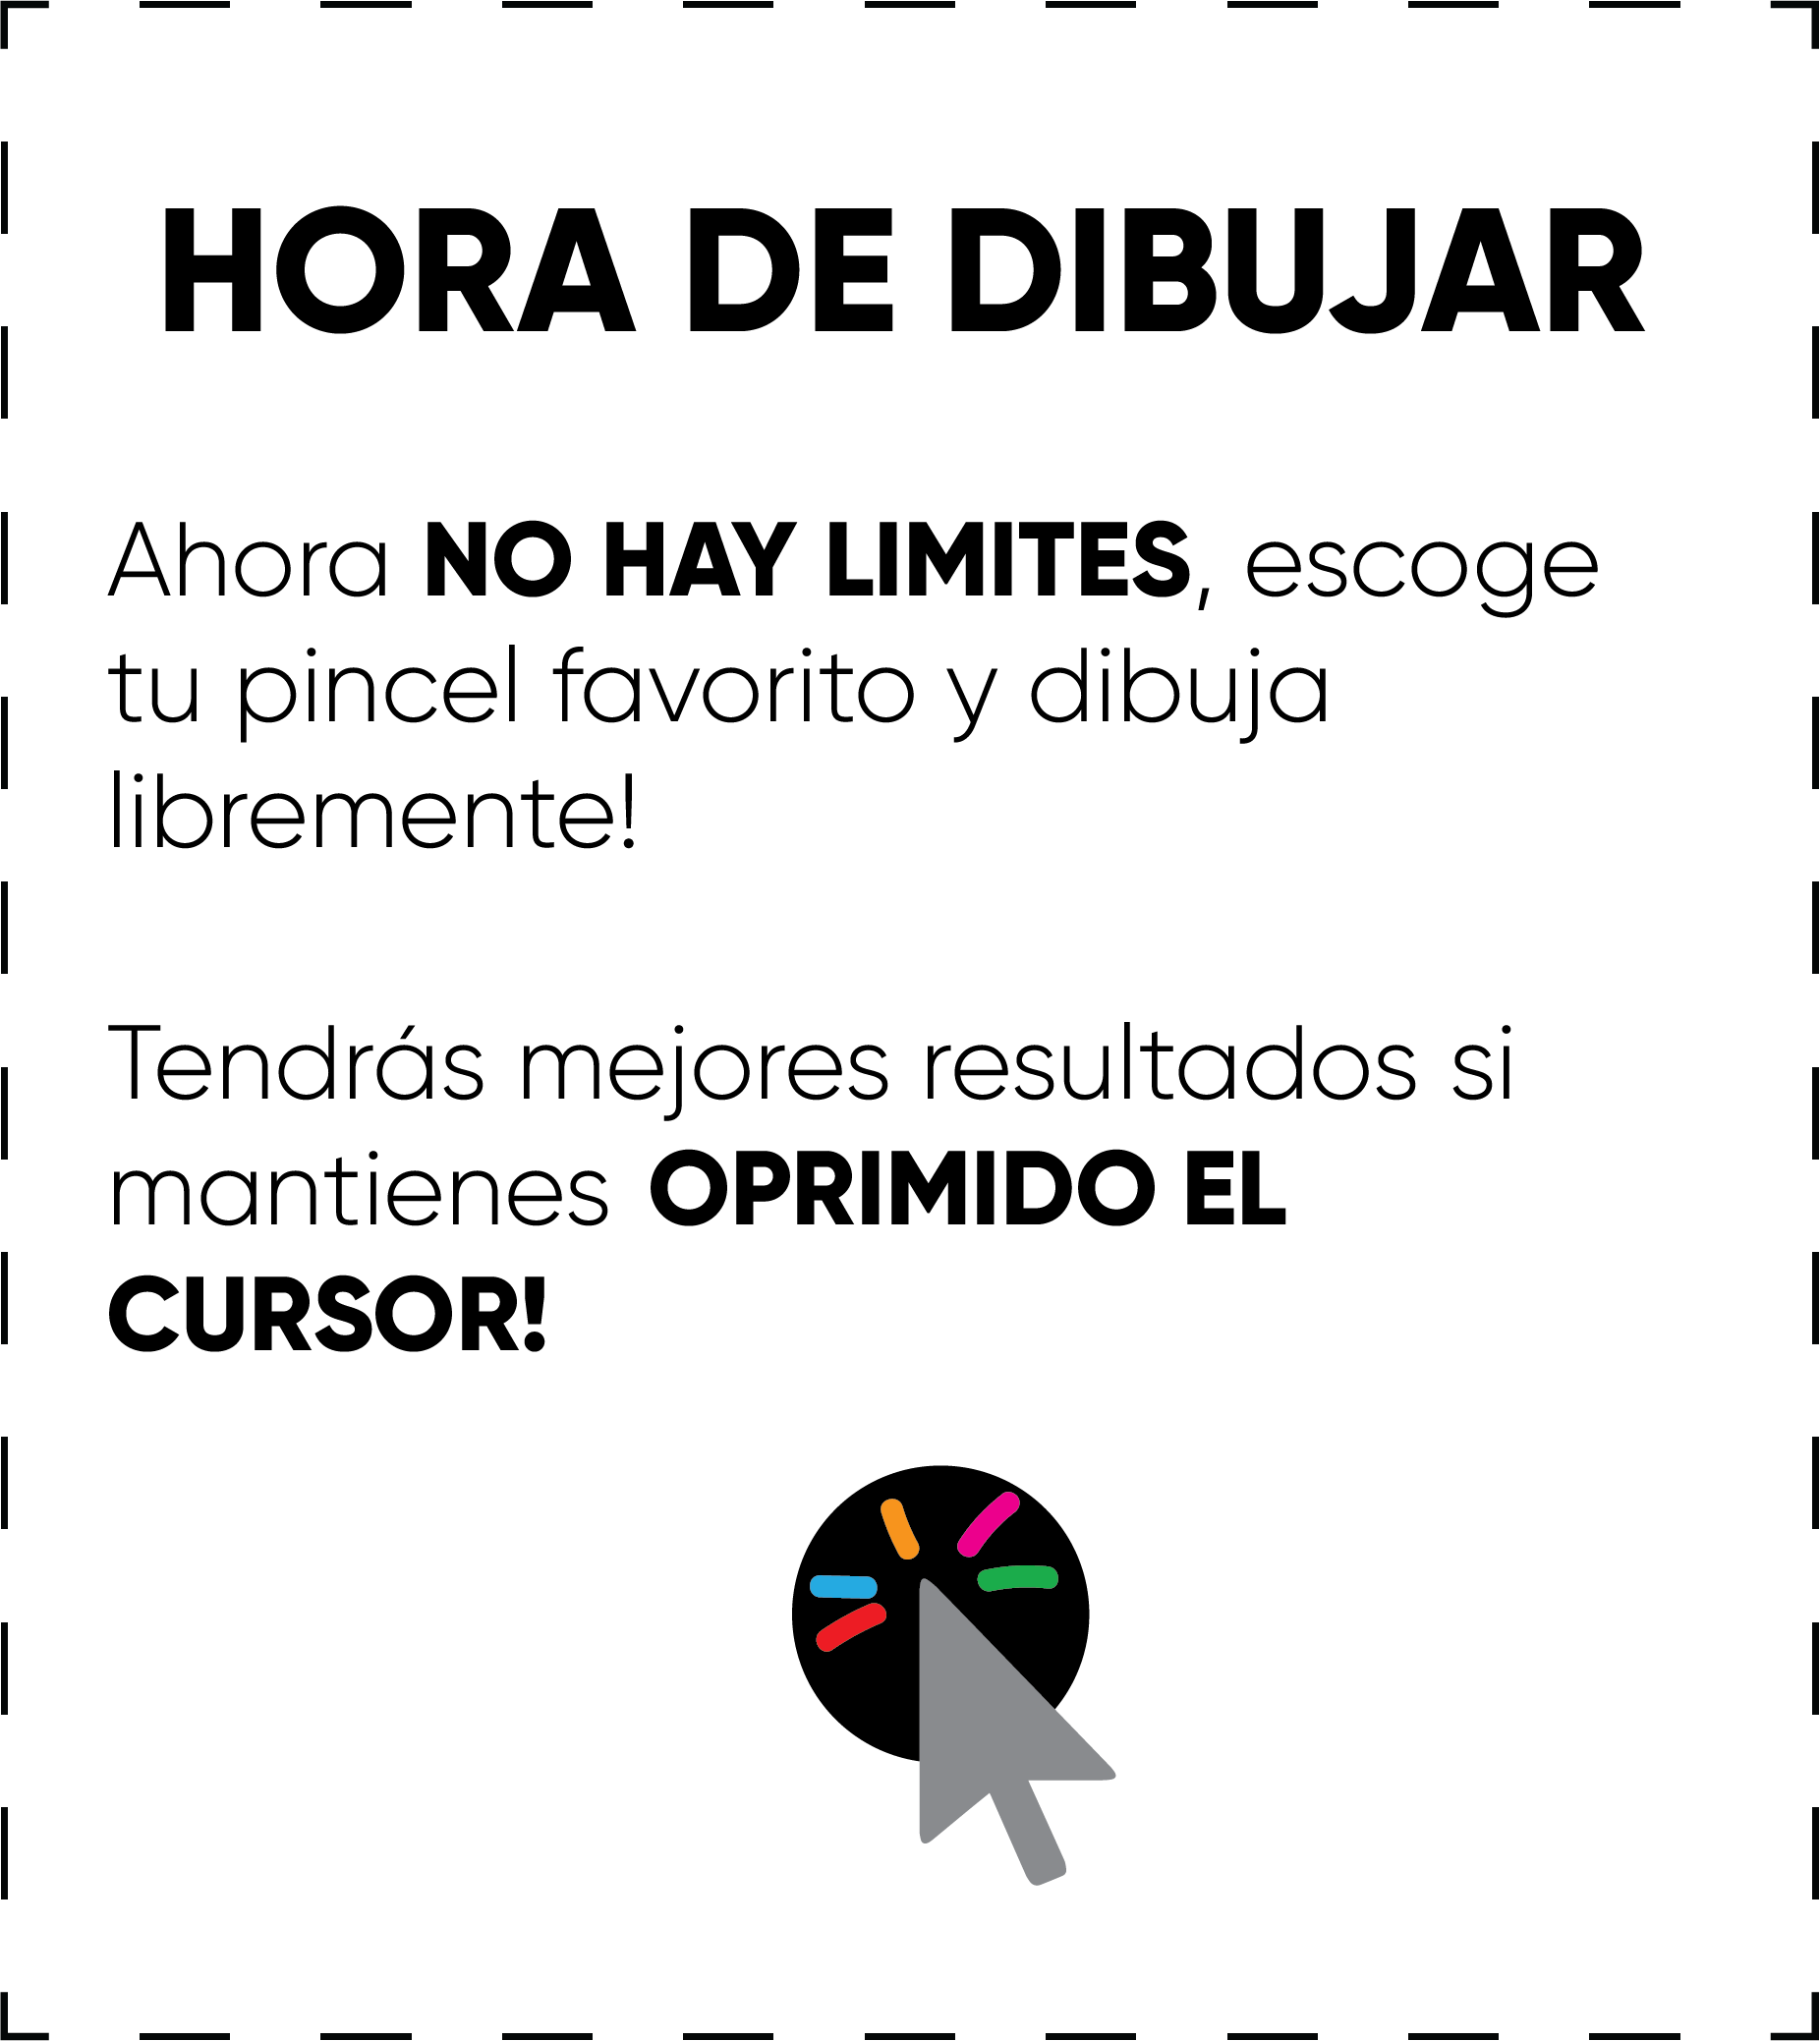 HORA DE DIBUJAR
Ahora NO HAY LIMITES, escoge
tu pincel favorito y dibuja
libremente!
Tendrás mejores resultados si
mantienes OPRIMIDO EL
CURSOR!